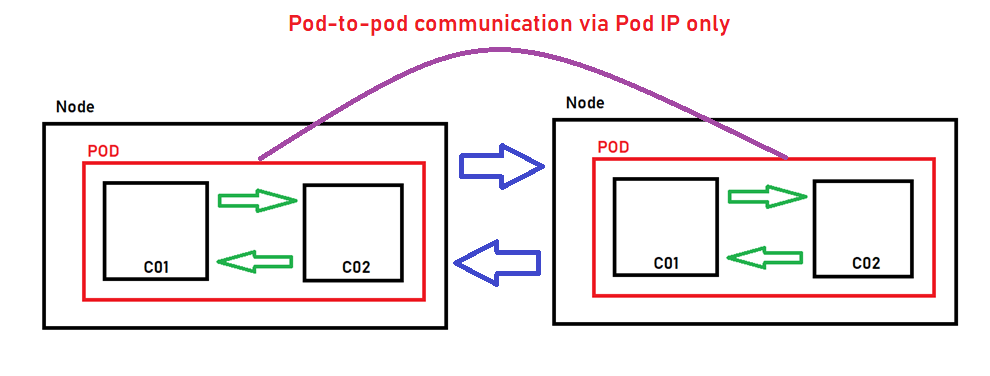 Pod-to-pod communication via Pod IP only
Node
POD
C01
C02
Node
POD
C01
C02